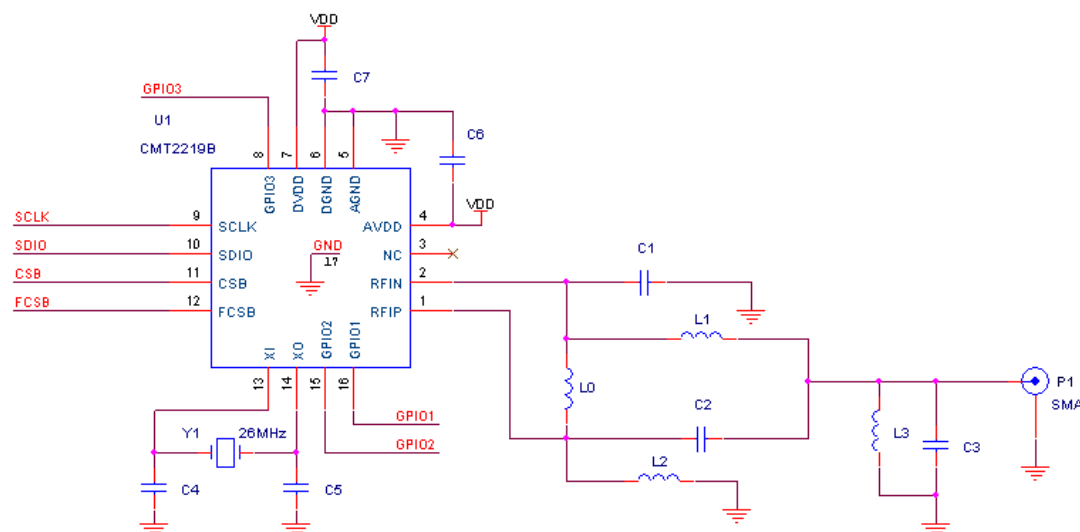 VDD
C7
GPIO3
U1
C6
CMT2219B
8
7
6
5
GPIO3
DVDD
DGND
AGND
VDD
SCLK
9
SCLK
AVDD
4
SDIO
10
SDIO
GND
17
NC
3
C1
CSB
11
CSB
RFIN
2
FCSB
12
FCSB
RFIP
1
L1
XI
XO
GPIO2
GPIO1
13
14
15
16
L0
P1
SMA
C2
GPIO1
Y1
26MHz
GPIO2
L3
C3
L2
C4
C5